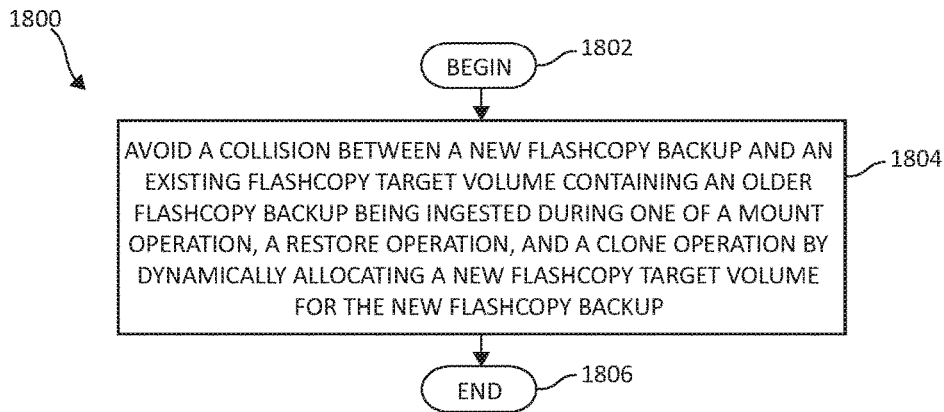 1800
BEGIN
1802
AVOID A COLLISION BETWEEN A NEW FLASHCOPY BACKUP AND AN
EXISTING FLASHCOPY TARGET VOLUME CONTAINING AN OLDER
FLASHCOPY BACKUP BEING INGESTED DURING ONE OF A MOUNT
OPERATION, A RESTORE OPERATION, AND A CLONE OPERATION BY
DYNAMICALLY ALLOCATING A NEW FLASHCOPY TARGET VOLUME
FOR THE NEW FLASHCOPY BACKUP
1804
END
1806